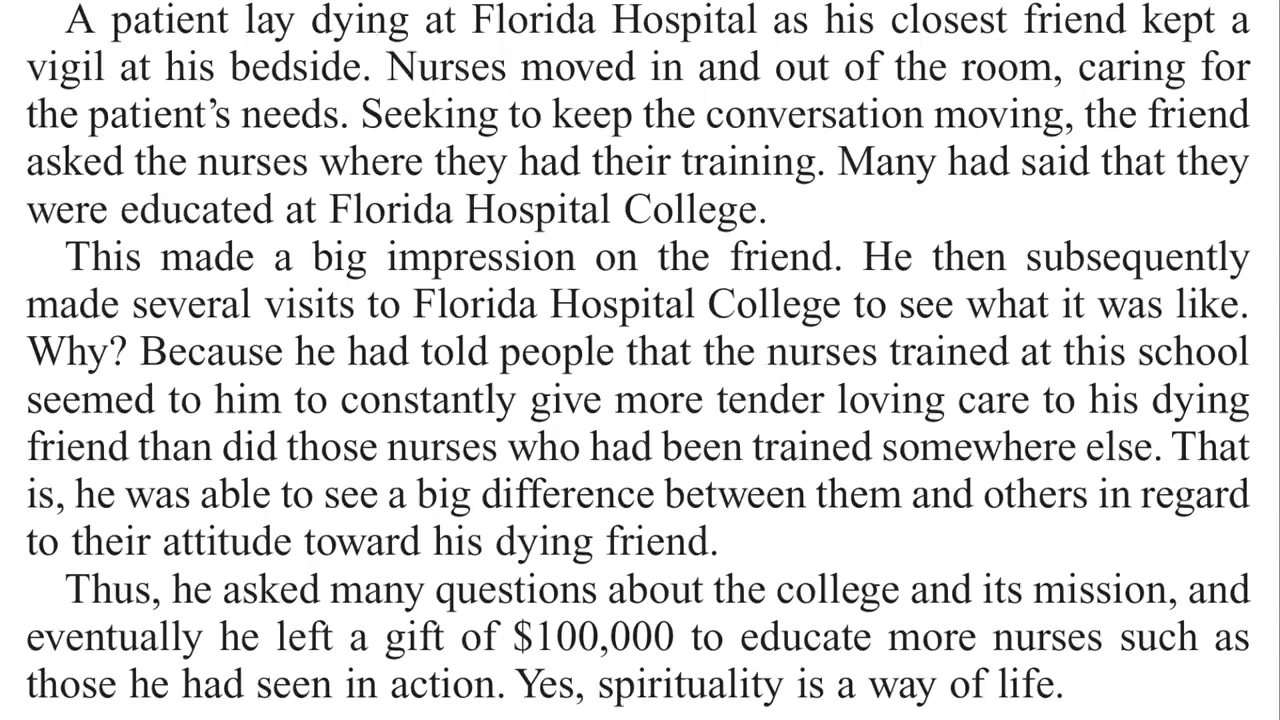 A patient lay dying at Florida Hospital as his closest friend kept a
vigil at his bedside. Nurses moved in and out of the room, caring for
the patient’s needs. Seeking to keep the conversation moving, the friend
asked the nurses where they had their training. Many had said that they
were educated at Florida Hospital College.
This made a big impression on the friend. He then subsequently
made several visits to Florida Hospital College to see what it was like.
Why? Because he had told people that the nurses trained at this school
seemed to him to constantly give more tender loving care to his dying
friend than did those nurses who had been trained somewhere else. That
is, he was able to see a big difference between them and others in regard
to their attitude toward his dying friend.
Thus, he asked many questions about the college and its mission, and
eventually he left a gift of $100,000 to educate more nurses such as
those he had seen in action. Yes, spirituality is a way of life.